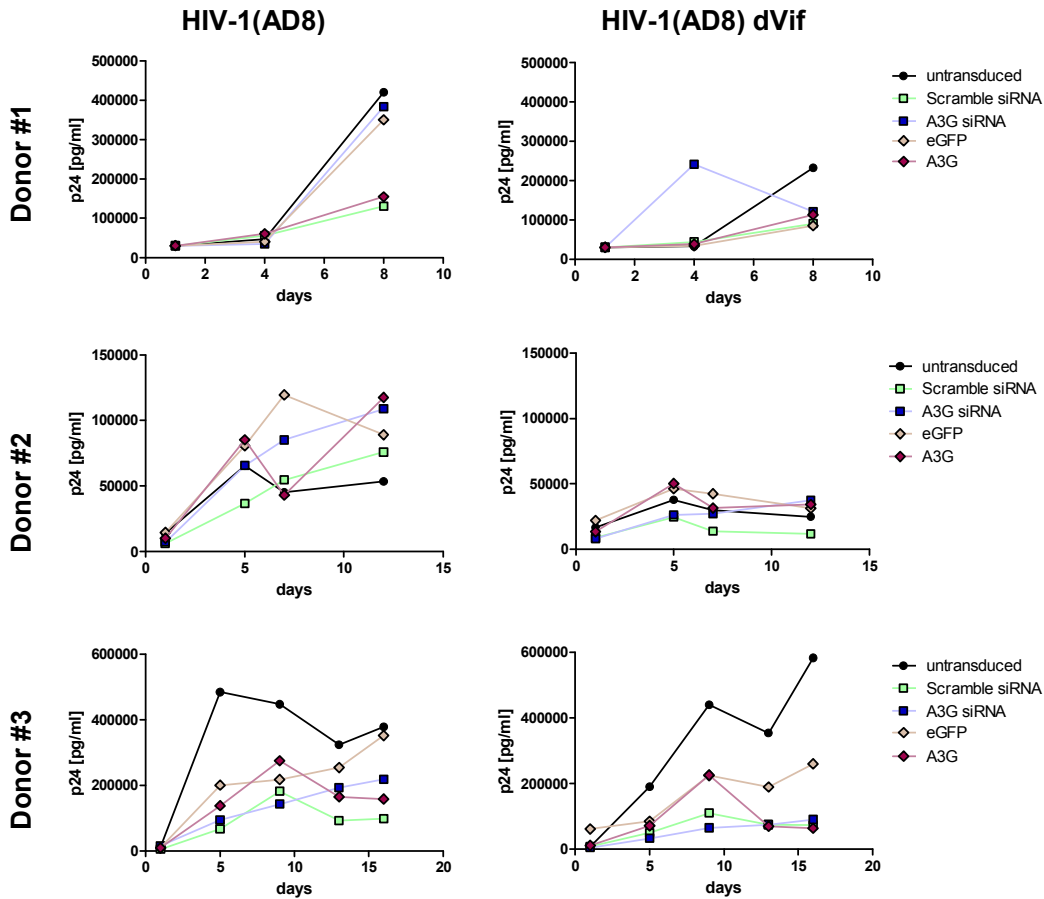 HIV-1(AD8)
HIV-1(AD8) dVif
Donor #1
p24 [pg/ml]
500000
400000
300000
200000
100000
0
0 2 4 6 8 10
days
p24 [pg/ml]
500000
400000
300000
200000
100000
0
0 2 4 6 8 10
days
untransduced
Scramble siRNA
A3G siRNA
eGFP
A3G
Donor #2
p24 [pg/ml]
150000
100000
50000
0
0 5 10 15
days
p24 [pg/ml]
150000
100000
50000
0
0 5 10 15
days
untransduced
Scramble siRNA
A3G siRNA
eGFP
A3G
Donor #3
p24 [pg/ml]
600000
400000
200000
0
0 5 10 15 20
days
p24 [pg/ml]
600000
400000
200000
0
0 5 10 15 20
days
untransduced
Scramble siRNA
A3G siRNA
eGFP
A3G